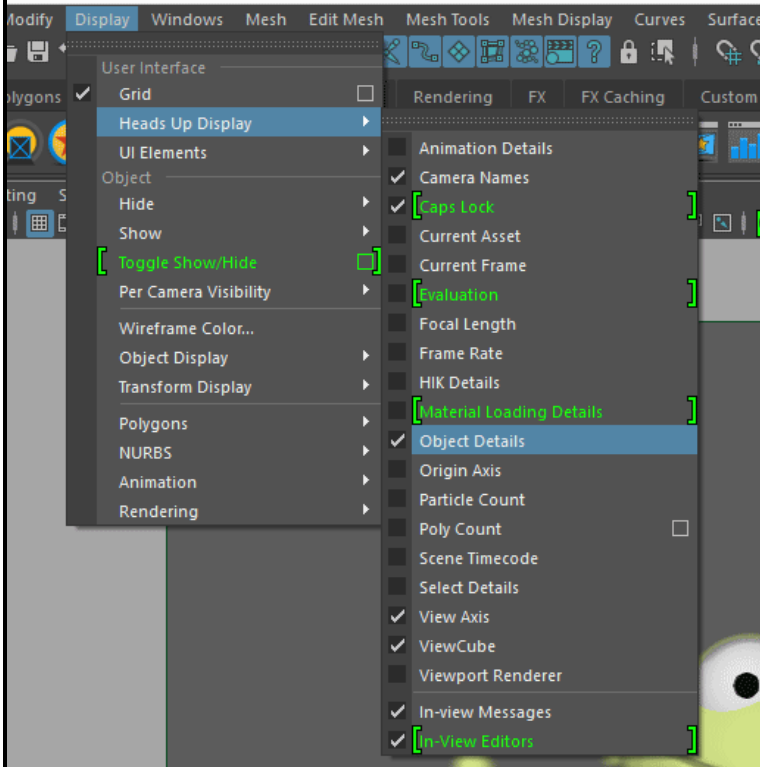 Modify Display Windows Mesh Edit Mesh Mesh Tools Mesh Display Curves Surface
User Interface
Grid
Heads Up Display
UI Elements
Object
Hide
Show
Toggle Show/Hide
Per Camera Visibility
Wireframe Color...
Object Display
Transform Display
Polygons
NURBS
Animation
Rendering
olygons Rendering FX FX Caching Custom
Animation Details
Camera Names
Caps Lock
Current Asset
Current Frame
Evaluation
Focal Length
Frame Rate
HIK Details
Material Loading Details
Object Details
Origin Axis
Particle Count
Poly Count
Scene Timecode
Select Details
View Axis
ViewCube
Viewport Renderer
In-view Messages
In-View Editors
ting S